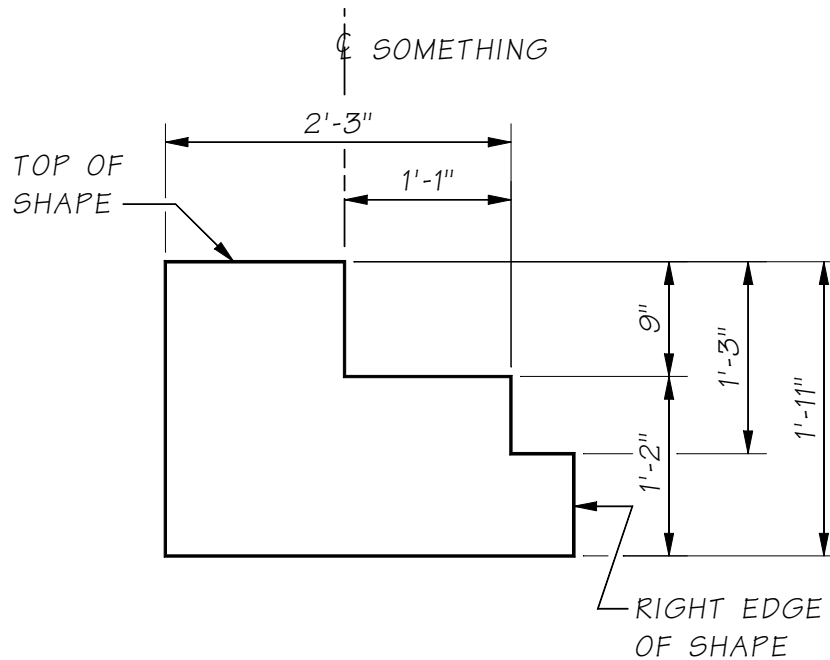 ℄ SOMETHING
2'-3"
TOP OF
SHAPE
1'-1"
9"
1'-3"
1'-11"
1'-2"
RIGHT EDGE
OF SHAPE